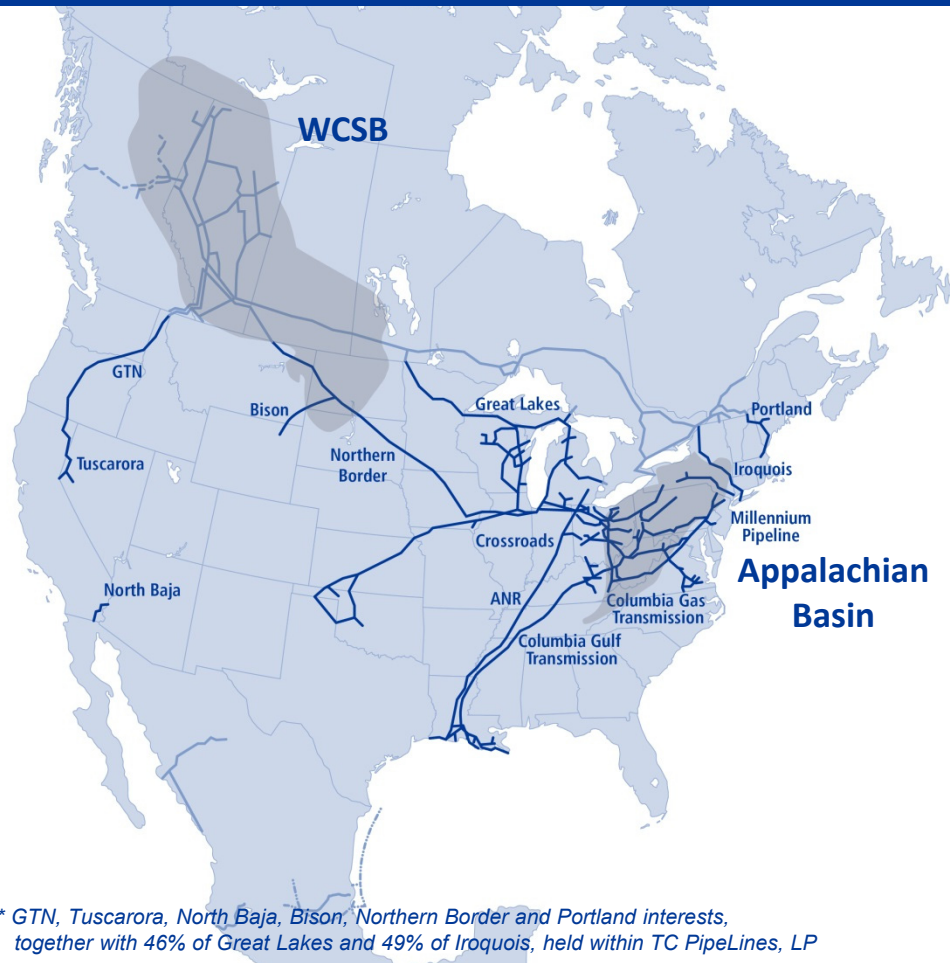 WCSB
GTN
Great Lakes
Portland
Bison
Northern
Border
Tuscarora
Iroquois
Millennium
Pipeline
Crossroads
Appalachian
Basin
North Baja
ANR
Columbia Gas
Transmission
Columbia Gulf
Transmission
* GTN, Tuscarora, North Baja, Bison, Northern Border and Portland interests,
together with 46% of Great Lakes and 49% of Iroquois, held within TC PipeLines, LP